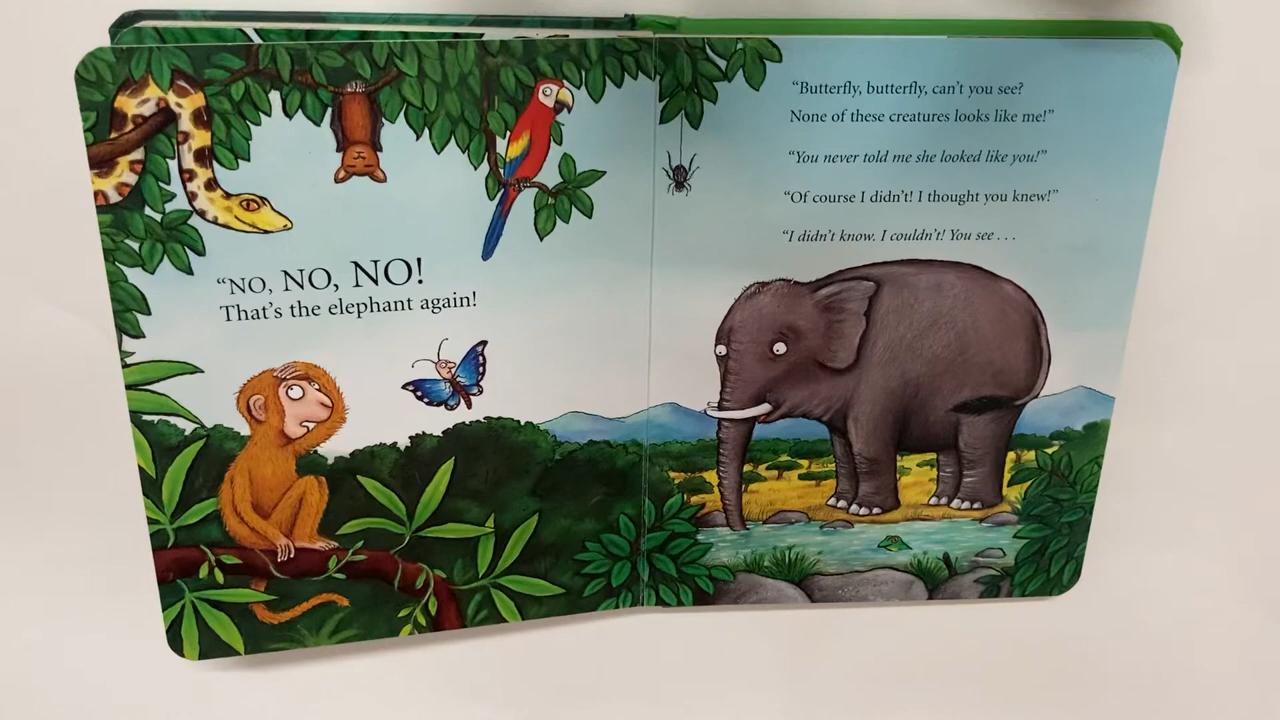 “NO, NO, NO!
That’s the elephant again!
“Butterfly, butterfly, can’t you see?
None of these creatures looks like me!”
“You never told me she looked like you!”
“Of course I didn’t! I thought you knew!”
“I didn’t know. I couldn’t! You see . . .